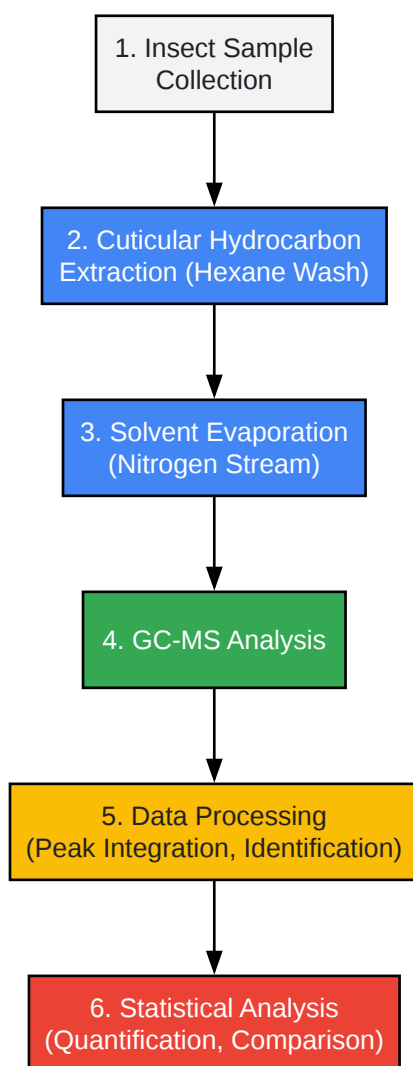 1. Insect Sample
Collection
2. Cuticular Hydrocarbon
Extraction (Hexane Wash)
3. Solvent Evaporation
(Nitrogen Stream)
4. GC-MS Analysis
5. Data Processing
(Peak Integration, Identification)
6. Statistical Analysis
(Quantification, Comparison)